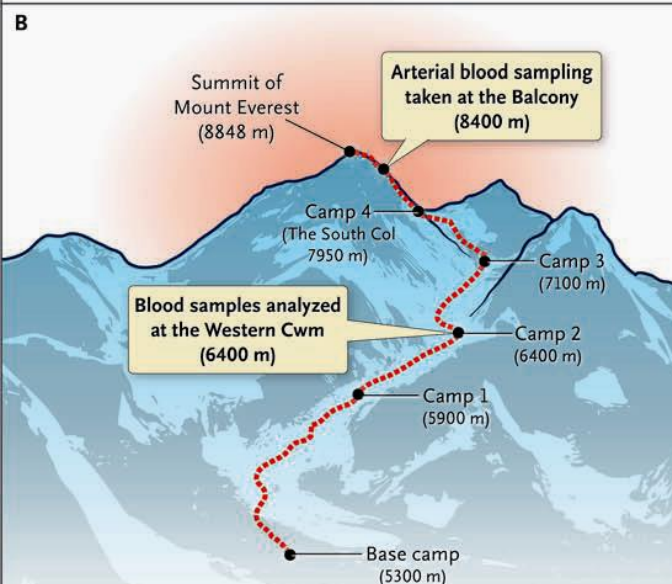 B
Summit of
Mount Everest
(8848 m)
Arterial blood sampling
taken at the Balcony
(8400 m)
Camp 4
(The South Col
7950 m)
Camp 3
(7100 m)
Blood samples analyzed
at the Western Cwm
(6400 m)
Camp 2
(6400 m)
Camp 1
(5900 m)
Base camp
(5300 m)